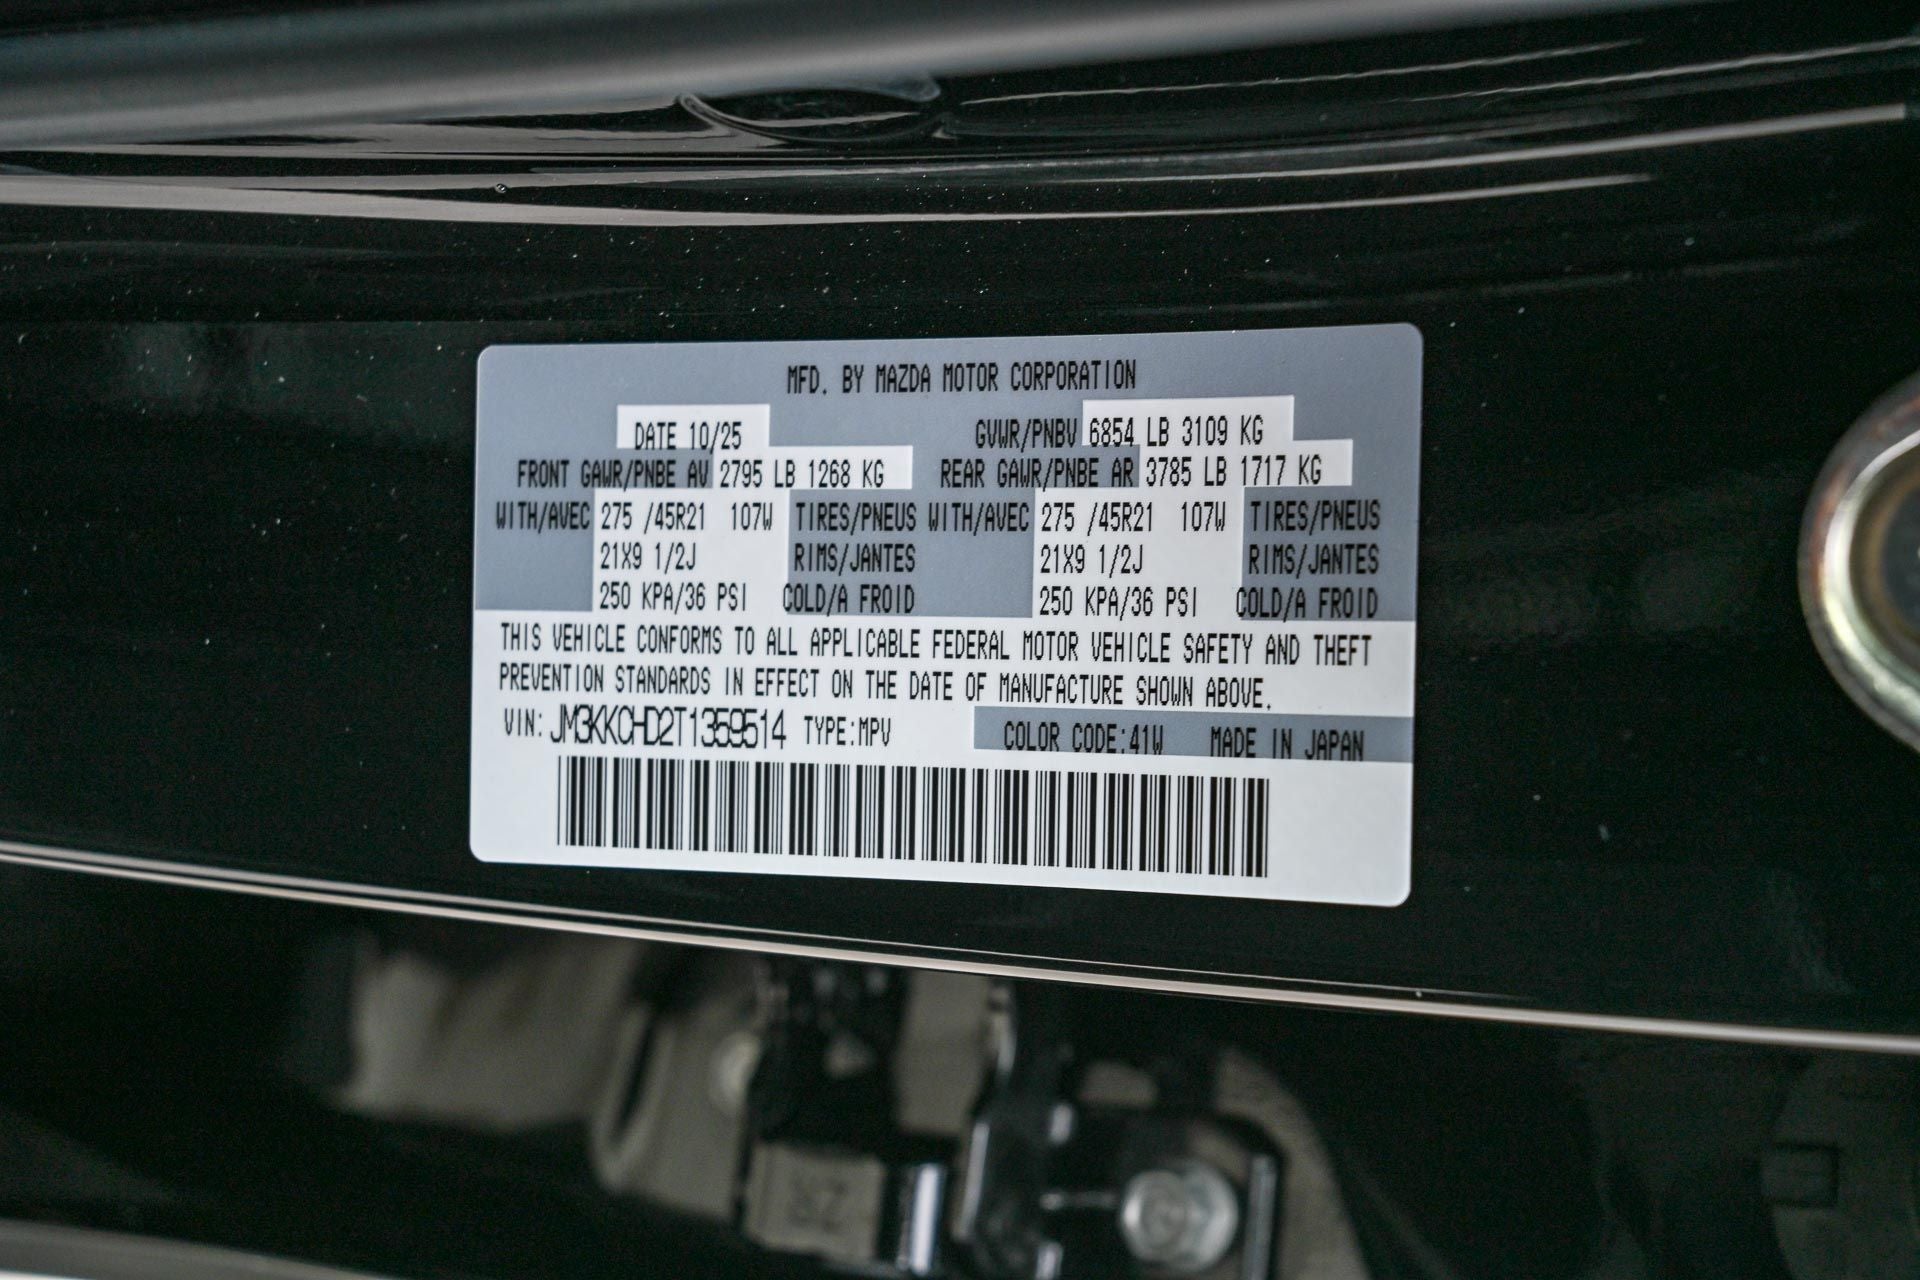 MFD. BY MAZDA MOTOR CORPORATION
DATE 10/25 GVWR/PNBV 6854 LB 3109 KG
FRONT GAWR/PNBE AV 2795 LB 1268 KG REAR GAWR/PNBE AR 3785 LB 1717 KG
WITH/AVEC 275 /45R21 107W TIRES/PNEUS WITH/AVEC 275 /45R21 107W TIRES/PNEUS
21X9 1/2J RIMS/JANTES 21X9 1/2J RIMS/JANTES
250 KPA/36 PSI COLD/A FROID 250 KPA/36 PSI COLD/A FROID
THIS VEHICLE CONFORMS TO ALL APPLICABLE FEDERAL MOTOR VEHICLE SAFETY AND THEFT
PREVENTION STANDARDS IN EFFECT ON THE DATE OF MANUFACTURE SHOWN ABOVE.
VIN: JM3KKCHD2T1359514 TYPE:MPV COLOR CODE:41W MADE IN JAPAN